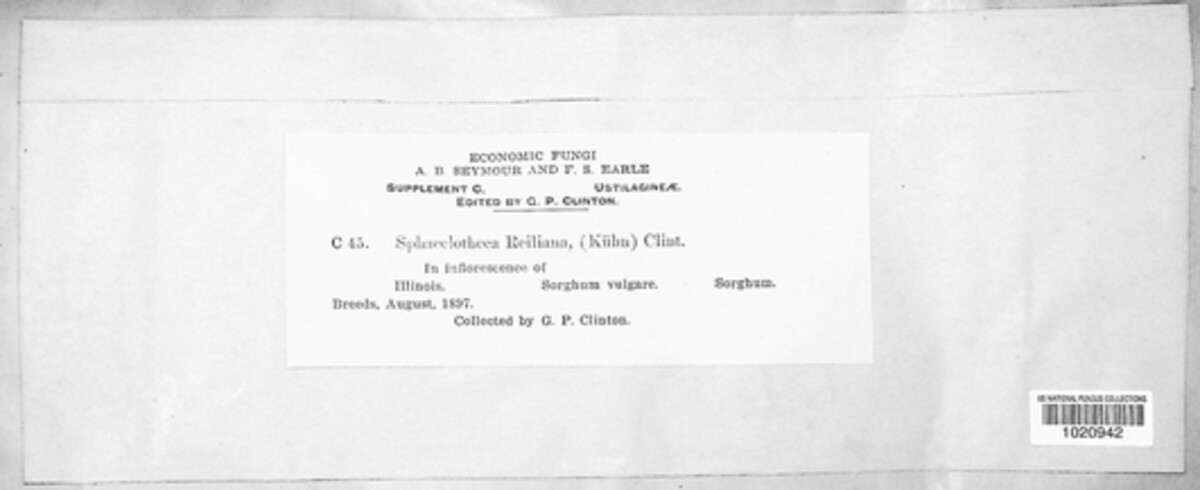 ECONOMIC FUNGI
A. B. SEYMOUR AND F. S. EARLE
SUPPLEMENT C. USTILAGINEÆ.
EDITED BY G. P. CLINTON.
C 45. Sphacelotheca Reiliana, (Kühn) Clint.
In inflorescence of
Illinois. Sorghum vulgare. Sorghum.
Breeds, August, 1897.
Collected by G. P. Clinton.
US NATIONAL FUNGUS COLLECTIONS
1020942